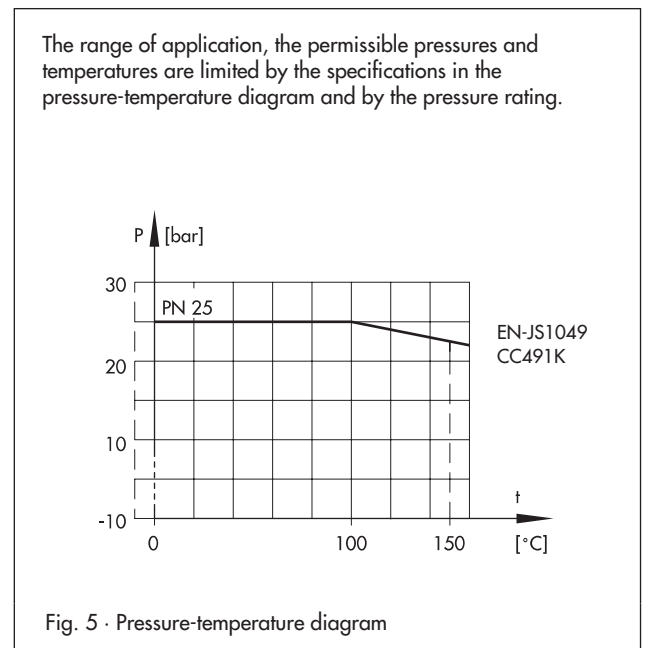 The range of application, the permissible pressures and
temperatures are limited by the specifications in the
pressure-temperature diagram and by the pressure rating.
P [bar]
30
PN 25
EN-JS1049
CC491K
20
10
t
-10
0 100 150 [°C]
Fig. 5 · Pressure-temperature diagram